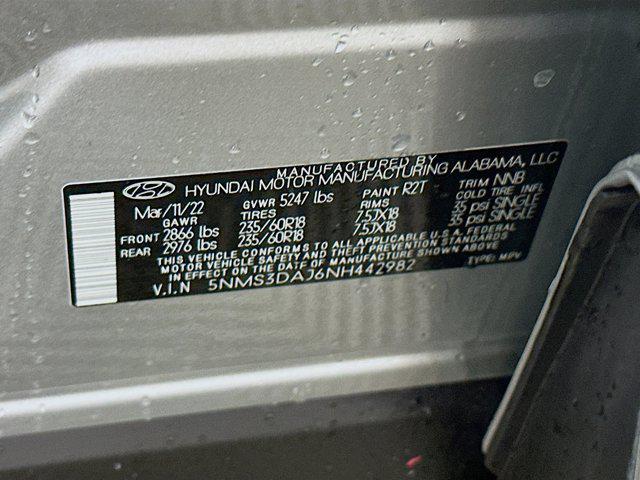 MANUFACTURED BY
HYUNDAI MOTOR MANUFACTURING ALABAMA, LLC
Mar/11/22 GVWR 5247 lbs PAINT R2T TRIM NNB
GAWR TIRES RIMS COLD TIRE INFL
FRONT 2866 lbs 235/60R18 7.5JX18 35 psi SINGLE
REAR 2976 lbs 235/60R18 7.5JX18 35 psi SINGLE
THIS VEHICLE CONFORMS TO ALL APPLICABLE U.S.A. FEDERAL
MOTOR VEHICLE SAFETY AND THEFT PREVENTION STANDARDS
IN EFFECT ON THE DATE OF MANUFACTURE SHOWN ABOVE
V.I.N 5NMS3DAJ6NH442982 TYPE: MPV